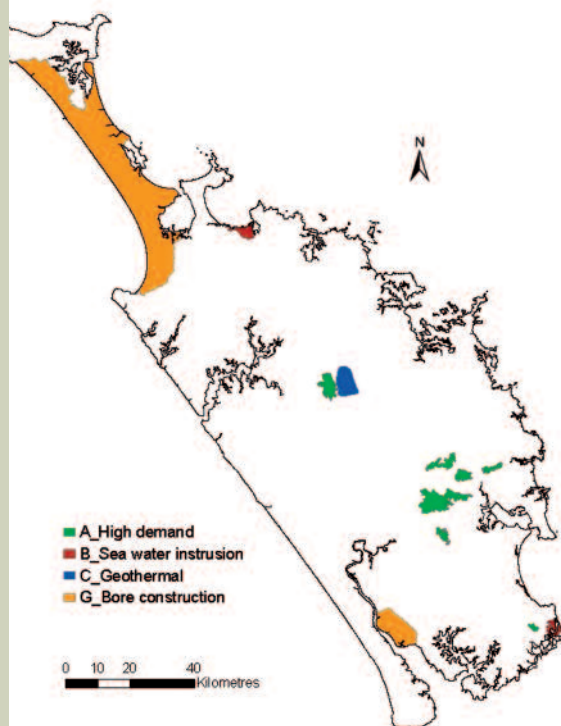 N
A_High demand
B_Sea water instrusion
C_Geothermal
G_Bore construction
0 10 20 40
Kilometres